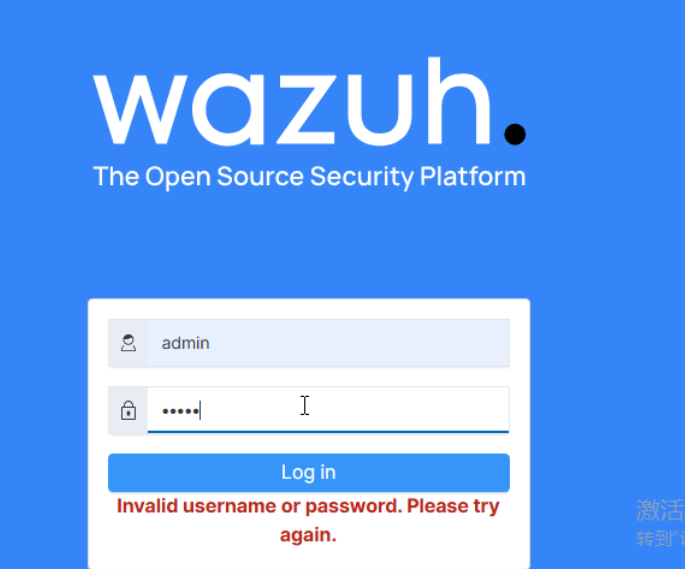 wazuh.
The Open Source Security Platform
admin
•••••
Log in
Invalid username or password. Please try
again.
激活
转到"